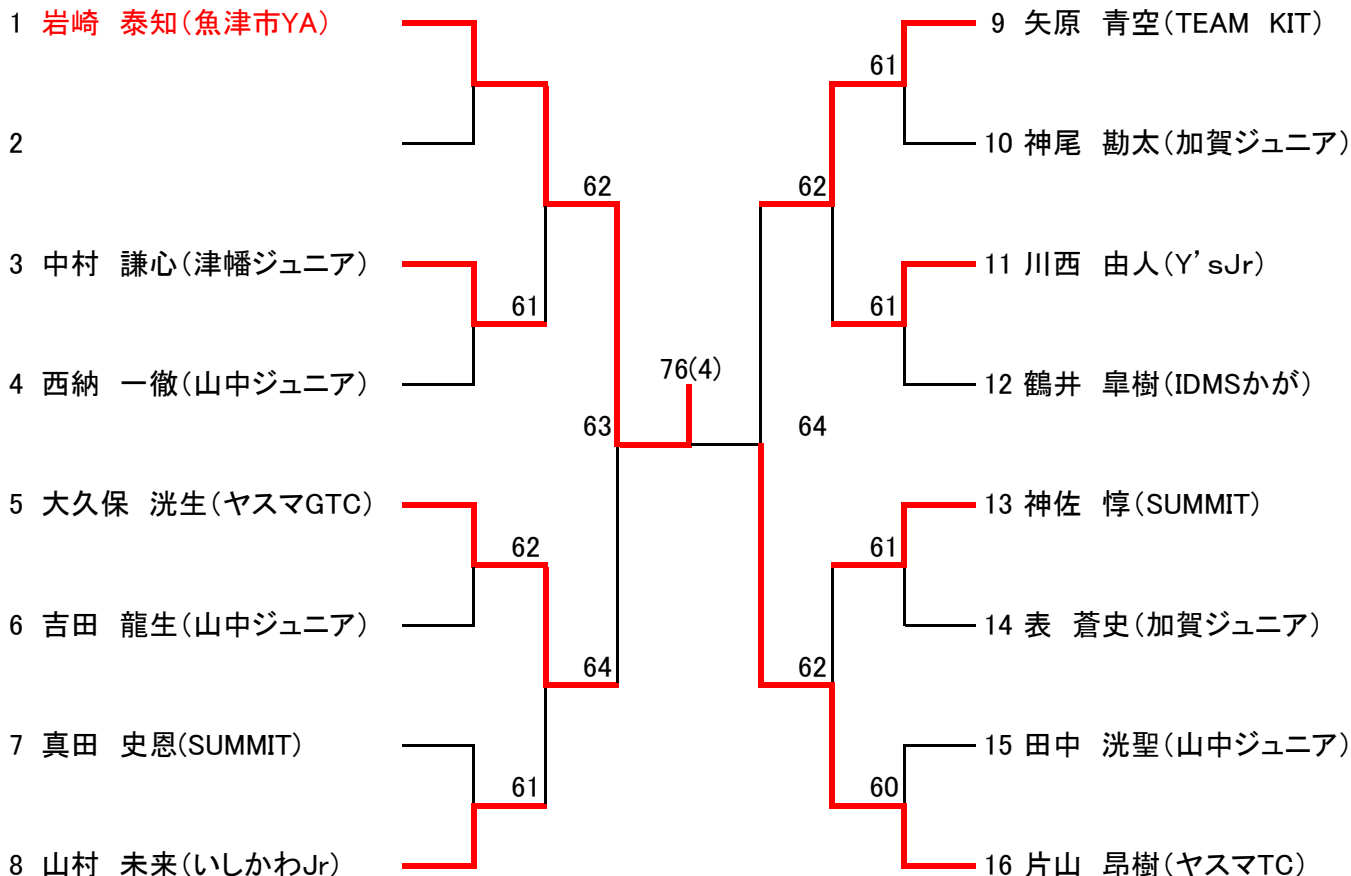 1 岩崎 泰知(魚津市YA)
2
62
3 中村 謙心(津幡ジュニア)
61
4 西納 一徹(山中ジュニア)
63
5 大久保 洸生(ヤスマGTC)
62
6 吉田 龍生(山中ジュニア)
64
7 真田 史恩(SUMMIT)
61
8 山村 未来(いしかわJr)
76(4)
9 矢原 青空(TEAM KIT)
61
10 神尾 勘太(加賀ジュニア)
62
11 川西 由人(Y’sJr)
61
12 鶴井 皐樹(IDMSかが)
64
13 神佐 惇(SUMMIT)
61
14 表 蒼史(加賀ジュニア)
62
15 田中 洸聖(山中ジュニア)
60
16 片山 昂樹(ヤスマTC)